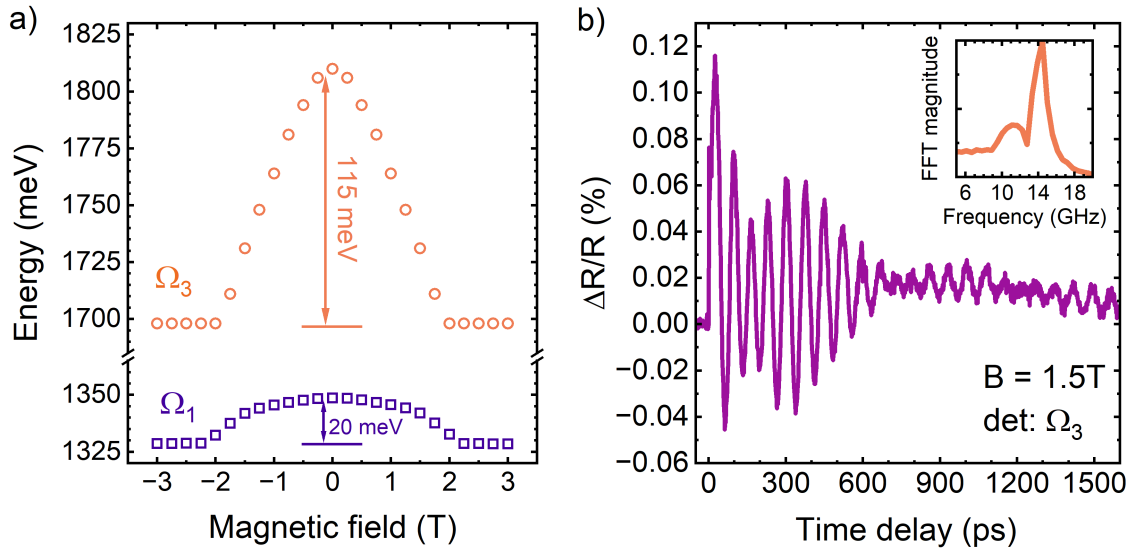 a)
Energy (meV)
1825
1800
1775
1750
1725
1700
1350
1325
115 meV
Ω3
Ω1
20 meV
−3 −2 −1 0 1 2 3
Magnetic field (T)
b)
ΔR/R (%)
0.12
0.10
0.08
0.06
0.04
0.02
0.00
−0.02
−0.04
−0.06
FFT magnitude
6 10 14 18
Frequency (GHz)
B = 1.5T
det: Ω3
0 300 600 900 1200 1500
Time delay (ps)